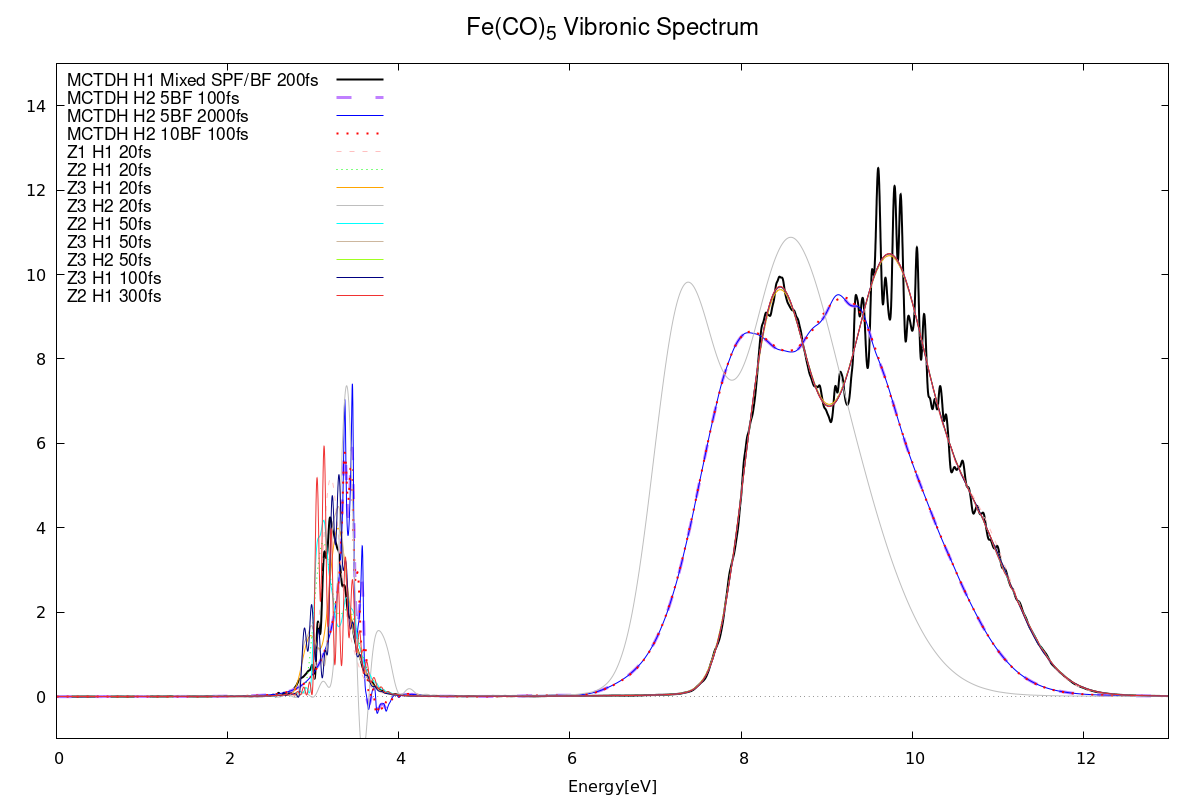 Fe(CO)5 Vibronic Spectrum
MCTDH H1 Mixed SPF/BF 200fs
MCTDH H2 5BF 100fs
MCTDH H2 5BF 2000fs
MCTDH H2 10BF 100fs
Z1 H1 20fs
Z2 H1 20fs
Z3 H1 20fs
Z3 H2 20fs
Z2 H1 50fs
Z3 H1 50fs
Z3 H2 50fs
Z3 H1 100fs
Z2 H1 300fs
14
12
10
8
6
4
2
0
0 2 4 6 8 10 12
Energy[eV]